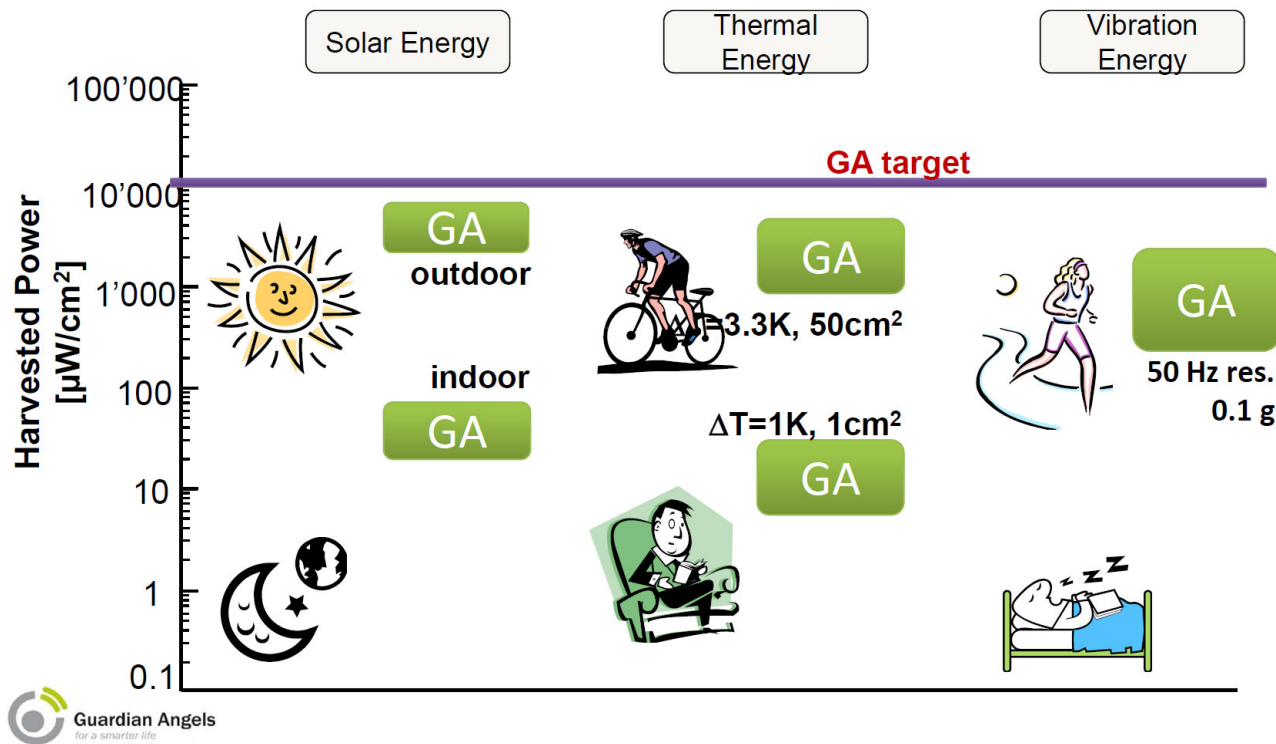 Solar Energy
Thermal
Energy
Vibration
Energy
Harvested Power
[µW/cm²]
100’000
10’000
1’000
100
10
1
0.1
GA target
GA
outdoor
indoor
GA
GA
=3.3K, 50cm²
ΔT=1K, 1cm²
GA
GA
50 Hz res.
0.1 g
z z Z Z
Guardian Angels
for a smarter life